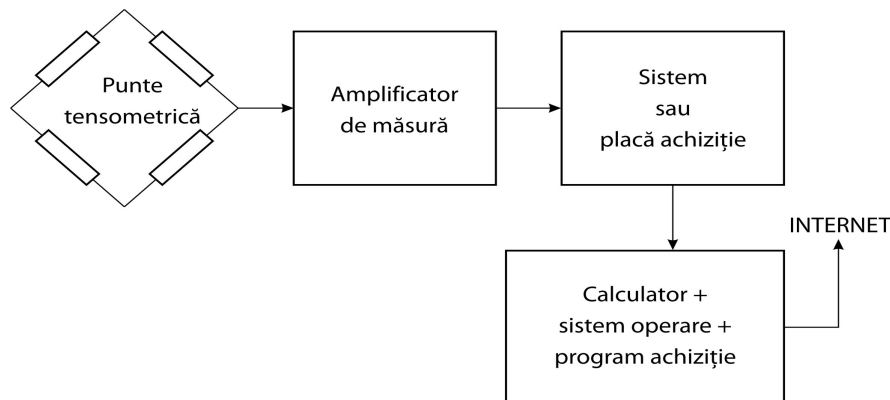 Punte
tensometrică
Amplificator
de măsură
Sistem
sau
placă achiziție
INTERNET
Calculator +
sistem operare +
program achiziție